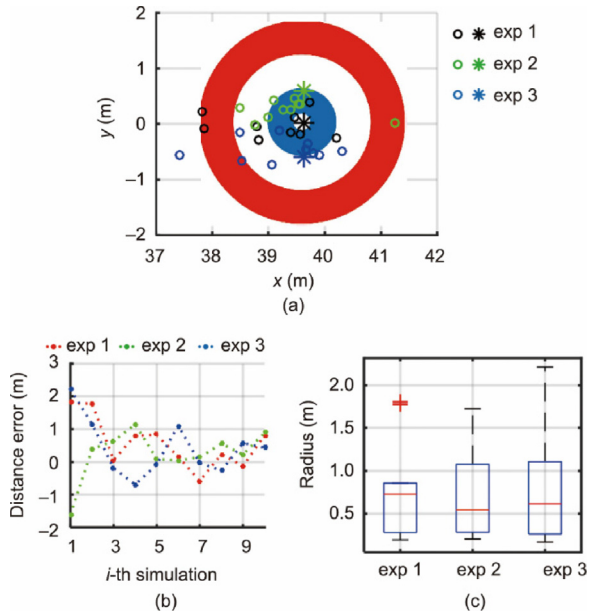 2
1
0
−1
−2
y (m)
37 38 39 40 41 42
x (m)
exp 1
exp 2
exp 3
(a)
exp 1 exp 2 exp 3
3
2
1
0
−1
−2
Distance error (m)
1 3 5 7 9
i-th simulation
(b)
2.0
1.5
1.0
0.5
Radius (m)
exp 1 exp 2 exp 3
(c)